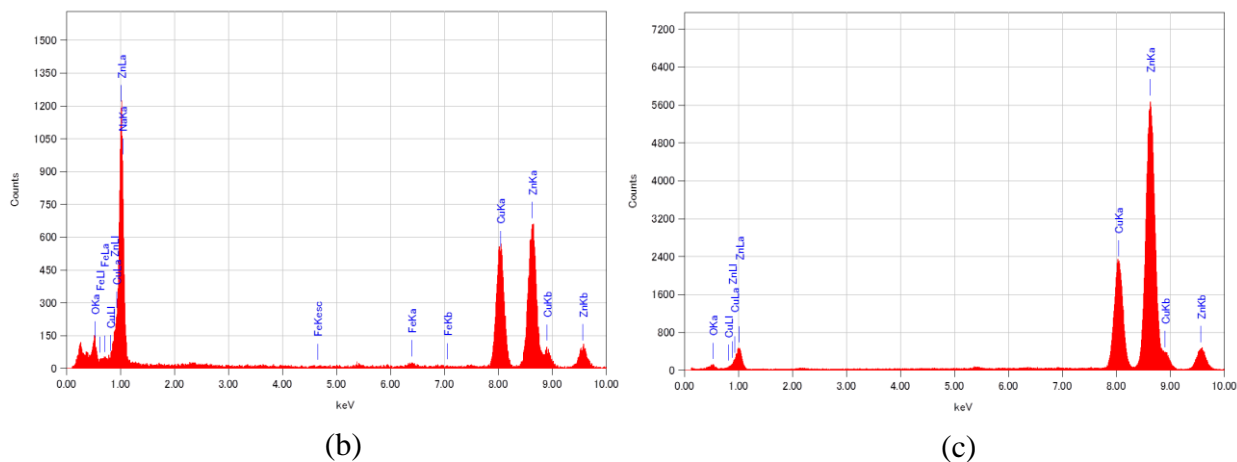 1500
1350
1200
1050
900
750
600
450
300
150
0
Counts
OKa
FeLl
FeLa
CuLl
CuLa
ZnLl
ZnLa
NaKa
FeKesc
FeKa
FeKb
CuKa
ZnKa
CuKb
ZnKb
0.00 1.00 2.00 3.00 4.00 5.00 6.00 7.00 8.00 9.00 10.00
keV
(b)
7200
6400
5600
4800
4000
3200
2400
1600
800
0
Counts
OKa
CuLl
CuLa
ZnLl
ZnLa
CuKa
ZnKa
CuKb
ZnKb
0.00 1.00 2.00 3.00 4.00 5.00 6.00 7.00 8.00 9.00 10.00
keV
(c)